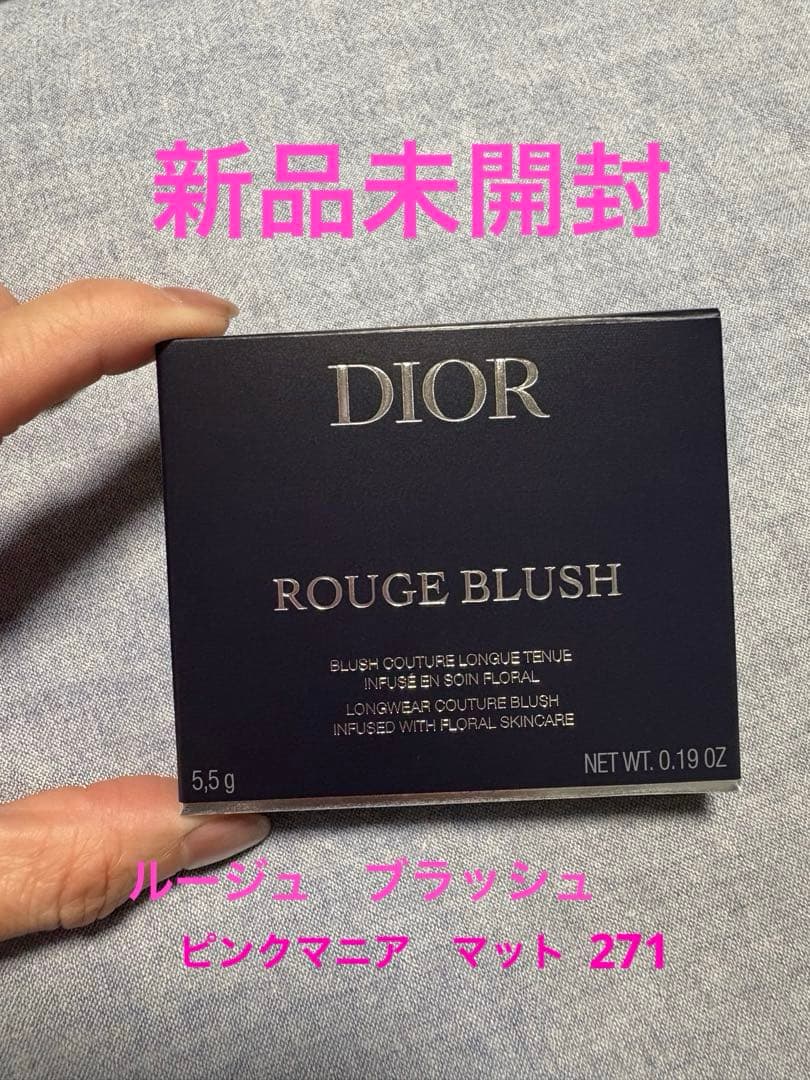 新品未開封
DIOR
ROUGE BLUSH
BLUSH COUTURE LONGUE TENUE
INFUSÉ EN SOIN FLORAL
LONGWEAR COUTURE BLUSH
INFUSED WITH FLORAL SKINCARE
5,5 g
NET WT. 0.19 OZ
ルージュ　ブラッシュ
ピンクマニア　マット 271